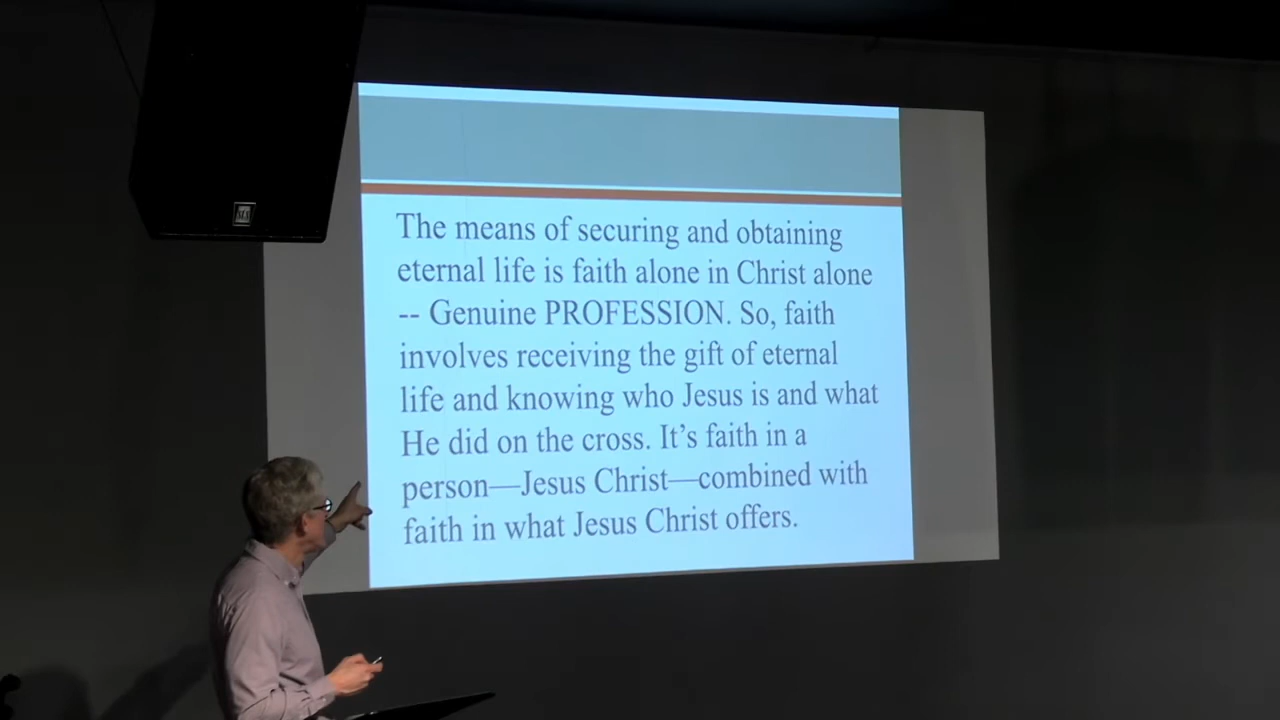 The means of securing and obtaining
eternal life is faith alone in Christ alone
-- Genuine PROFESSION. So, faith
involves receiving the gift of eternal
life and knowing who Jesus is and what
He did on the cross. It’s faith in a
person—Jesus Christ—combined with
faith in what Jesus Christ offers.